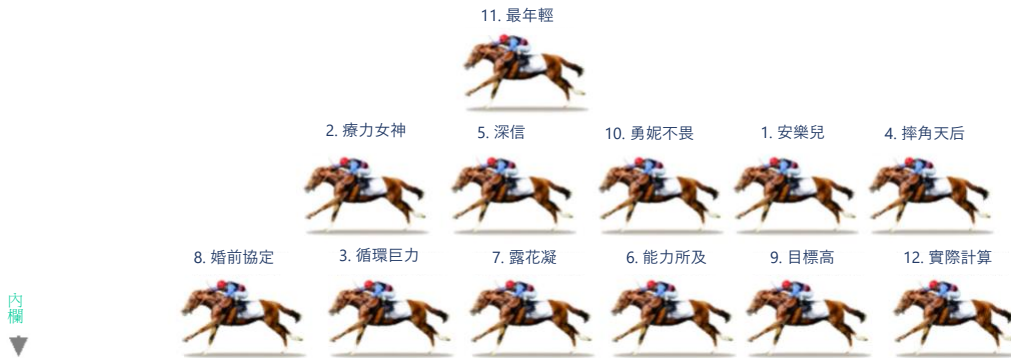 11. 最年輕
2. 療力女神
5. 深信
10. 勇妮不畏
1. 安樂兒
4. 摔角天后
8. 婚前協定
3. 循環巨力
7. 露花凝
6. 能力所及
9. 目標高
12. 實際計算
內欄